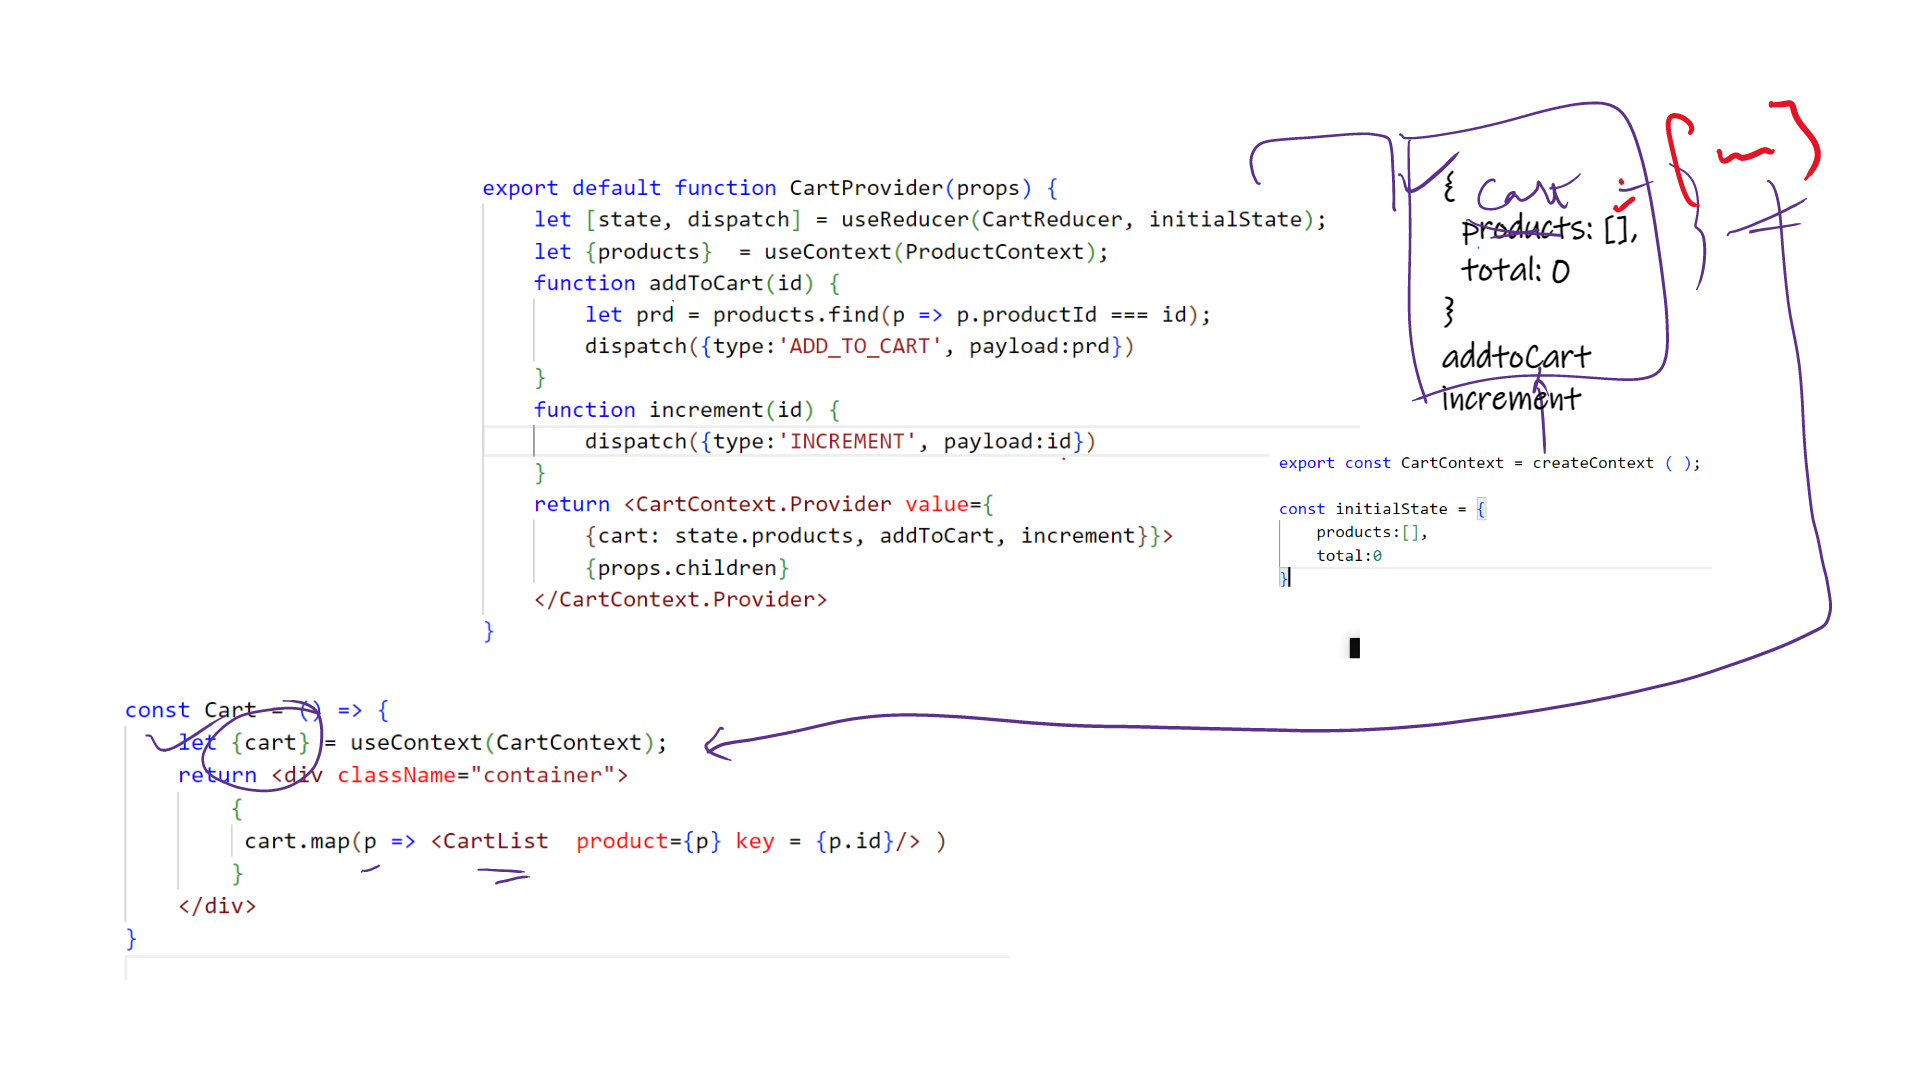 export default function CartProvider(props) {
let [state, dispatch] = useReducer(CartReducer, initialState);
let {products}  = useContext(ProductContext);
function addToCart(id) {
let prd = products.find(p => p.productId === id);
dispatch({type:'ADD_TO_CART', payload:prd})
}
function increment(id) {
dispatch({type:'INCREMENT', payload:id})
}
return <CartContext.Provider value={
{cart: state.products, addToCart, increment}}>
{props.children}
</CartContext.Provider>
}
{ Cart :
products: [],
total: 0
}
addtoCart
increment
export const CartContext = createContext ( );
const initialState = {
products:[],
total:0
}
const Cart = () => {
let {cart} = useContext(CartContext);
return <div className="container">
{
cart.map(p => <CartList  product={p} key = {p.id}/> )
}
</div>
}